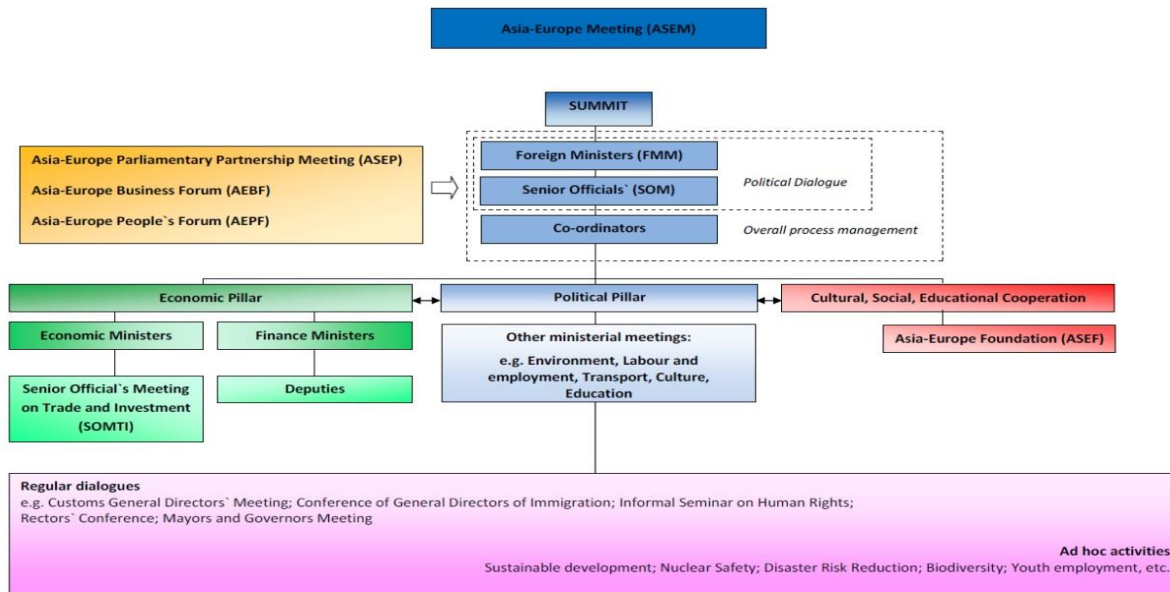 Asia-Europe Meeting (ASEM)
SUMMIT
Foreign Ministers (FMM)
Senior Officials` (SOM)
Political Dialogue
Co-ordinators
Overall process management
Asia-Europe Parliamentary Partnership Meeting (ASEP)
Asia-Europe Business Forum (AEBF)
Asia-Europe People`s Forum (AEPF)
Economic Pillar
Political Pillar
Cultural, Social, Educational Cooperation
Economic Ministers
Finance Ministers
Other ministerial meetings:
e.g. Environment, Labour and
employment, Transport, Culture,
Education
Asia-Europe Foundation (ASEF)
Senior Official`s Meeting
on Trade and Investment
(SOMTI)
Deputies
Regular dialogues
e.g. Customs General Directors` Meeting; Conference of General Directors of Immigration; Informal Seminar on Human Rights;
Rectors` Conference; Mayors and Governors Meeting
Ad hoc activities
Sustainable development; Nuclear Safety; Disaster Risk Reduction; Biodiversity; Youth employment, etc.